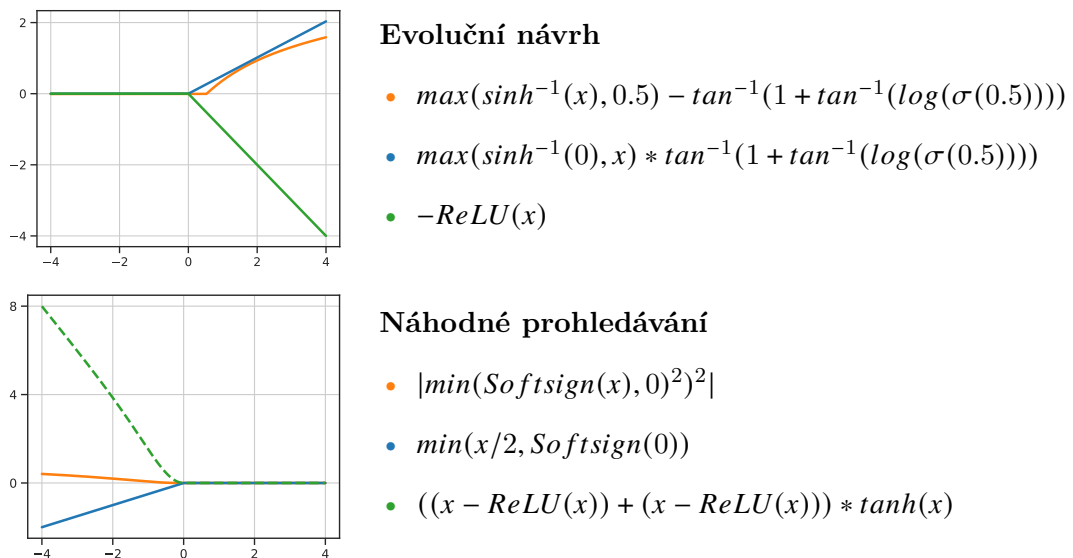 2
0
−2
−4
−4 −2 0 2 4
Evoluční návrh
• max(sinh⁻¹(x), 0.5) − tan⁻¹(1 + tan⁻¹(log(σ(0.5))))
• max(sinh⁻¹(0), x) ∗ tan⁻¹(1 + tan⁻¹(log(σ(0.5))))
• −ReLU(x)
8
4
0
−4 −2 0 2 4
Náhodné prohledávání
• |min(Softsign(x), 0)²)²|
• min(x/2, Softsign(0))
• ((x − ReLU(x)) + (x − ReLU(x))) ∗ tanh(x)